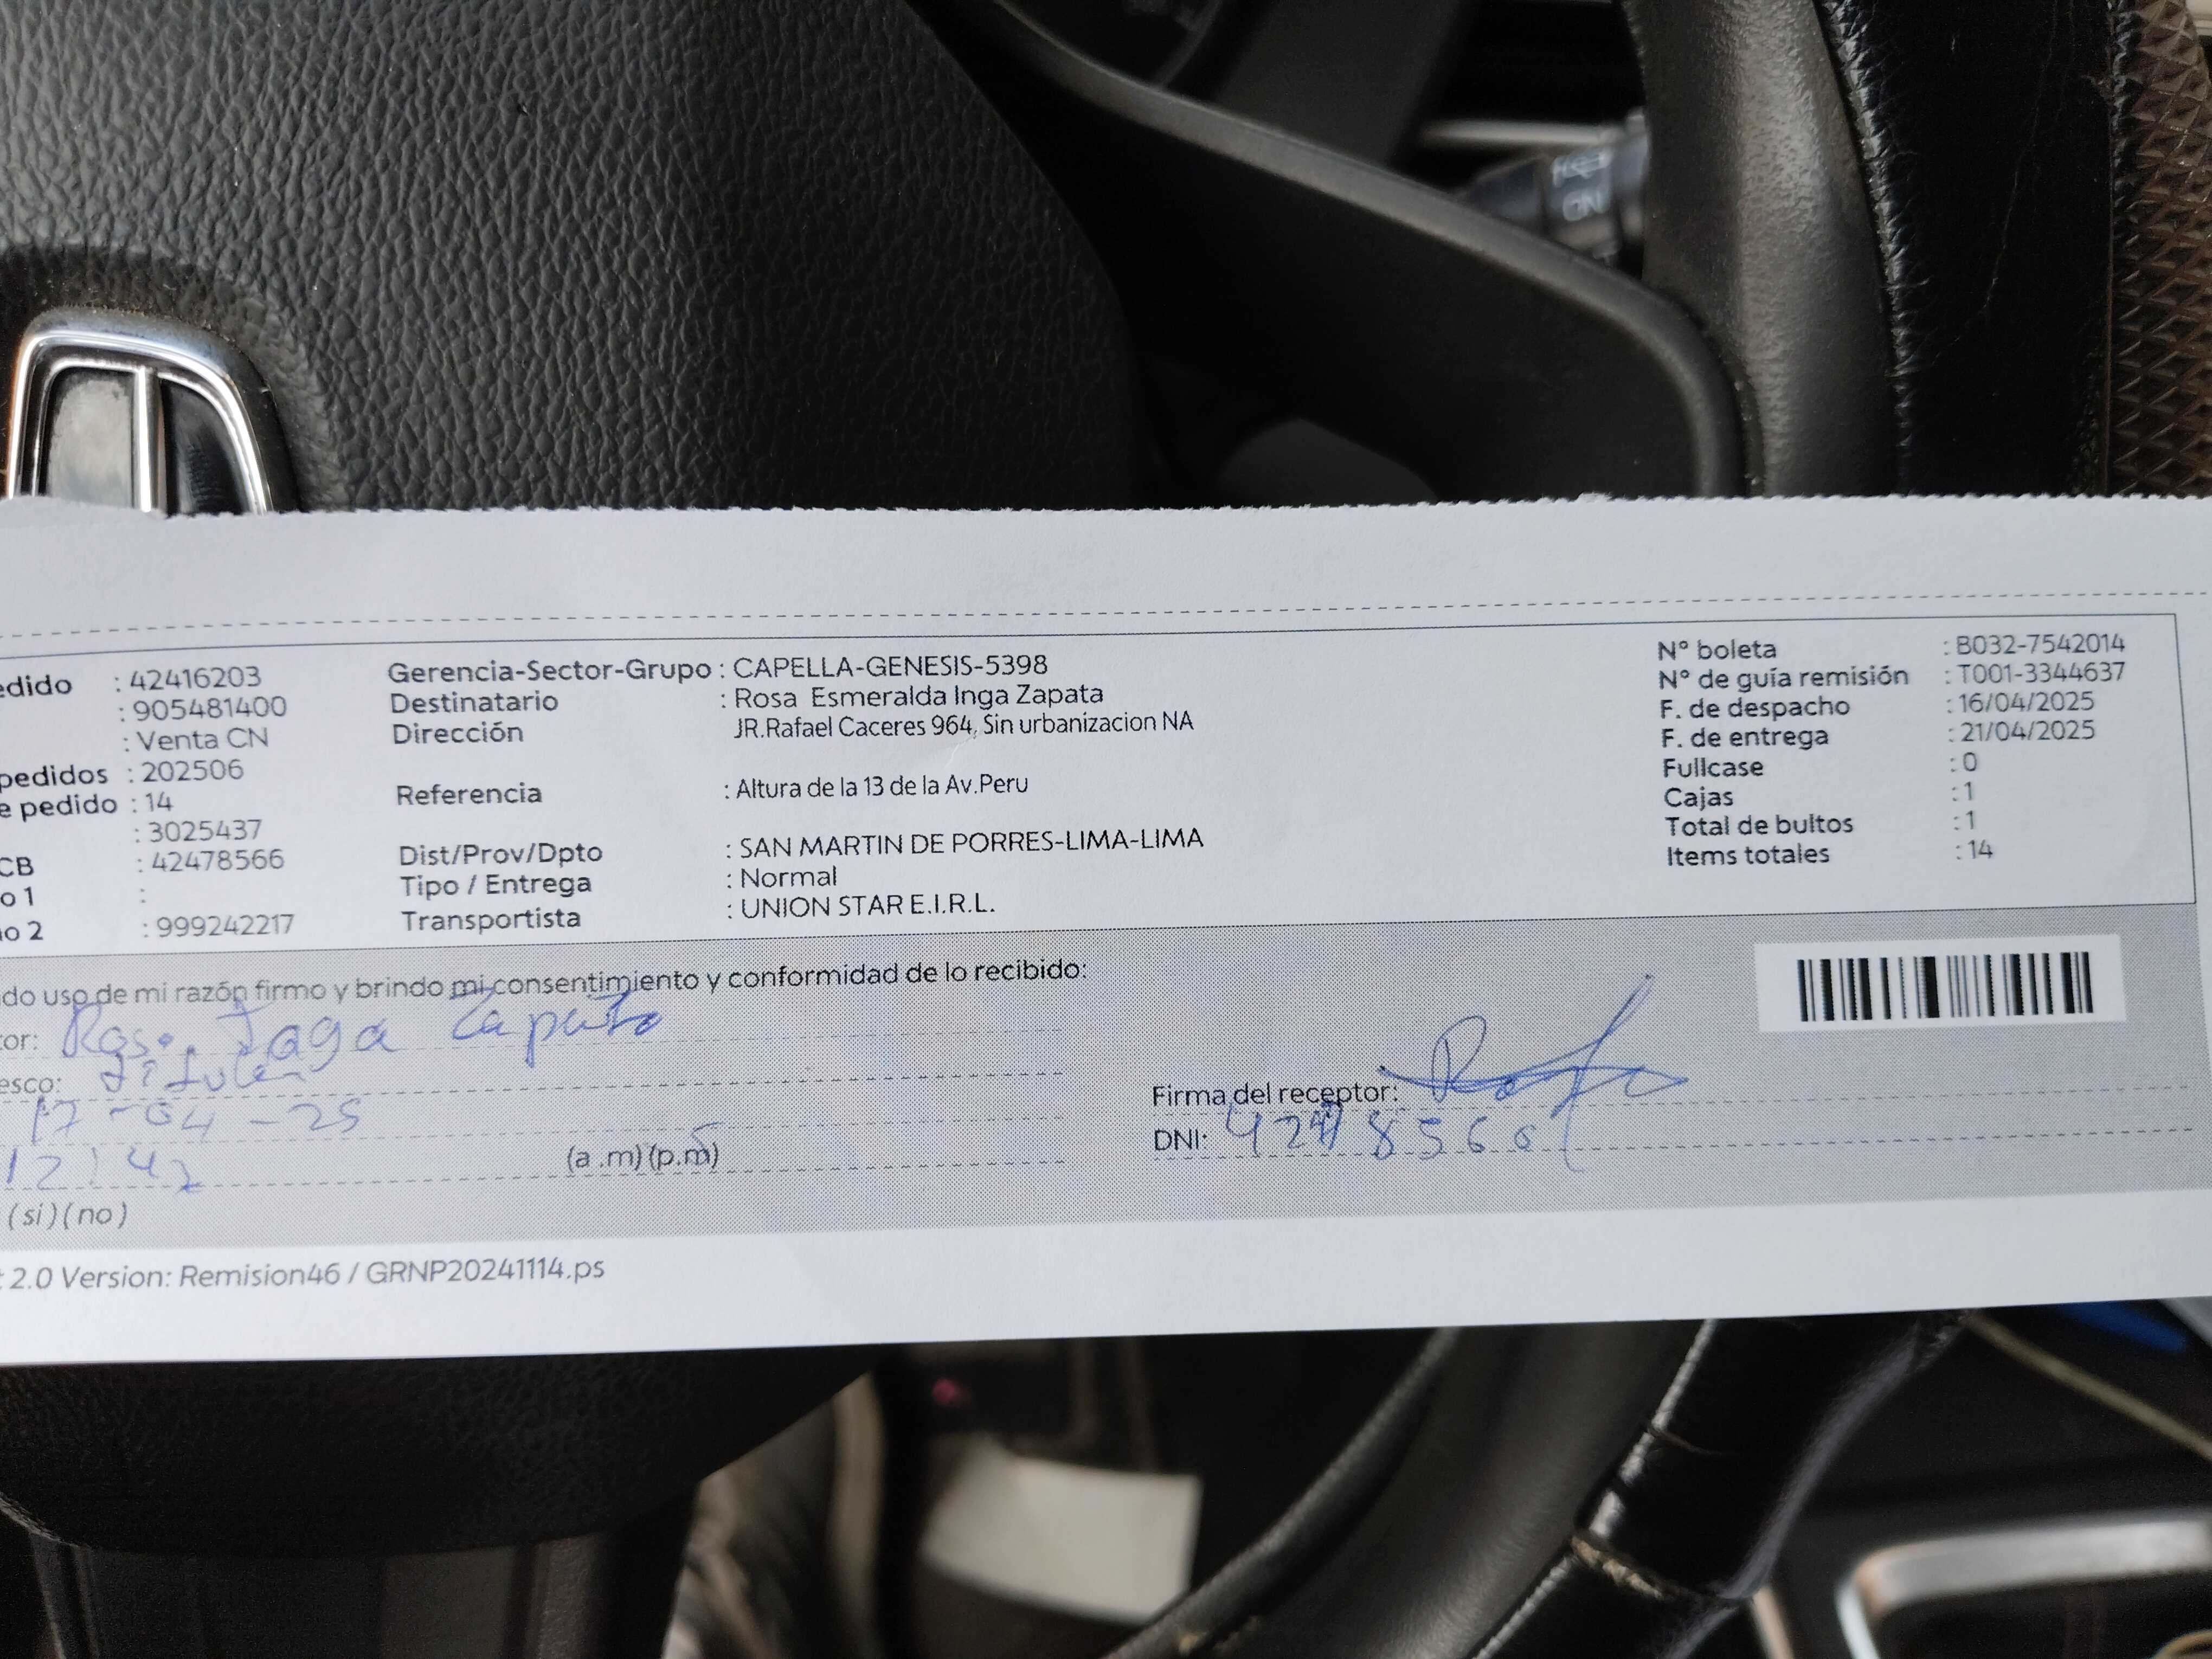 edido : 42416203
: 905481400
: Venta CN
pedidos : 202506
e pedido : 14
: 3025437
CB : 42478566
o 1 :
no 2 : 999242217
Gerencia-Sector-Grupo : CAPELLA-GENESIS-5398
Destinatario : Rosa Esmeralda Inga Zapata
Dirección JR.Rafael Caceres 964, Sin urbanizacion NA
Referencia : Altura de la 13 de la Av.Peru
Dist/Prov/Dpto : SAN MARTIN DE PORRES-LIMA-LIMA
Tipo / Entrega : Normal
Transportista : UNION STAR E.I.R.L.
N° boleta : B032-7542014
N° de guía remisión : T001-3344637
F. de despacho : 16/04/2025
F. de entrega : 21/04/2025
Fullcase : 0
Cajas : 1
Total de bultos : 1
Items totales : 14
do uso de mi razón firmo y brindo mi consentimiento y conformidad de lo recibido:
tor: Rosa Inga Zapata
esco: Titular
17-04-25
12:42 (a .m) (p.m)
(si) (no)
Firma del receptor:
DNI: 42478566
2.0 Version: Remision46 / GRNP20241114.ps
ON